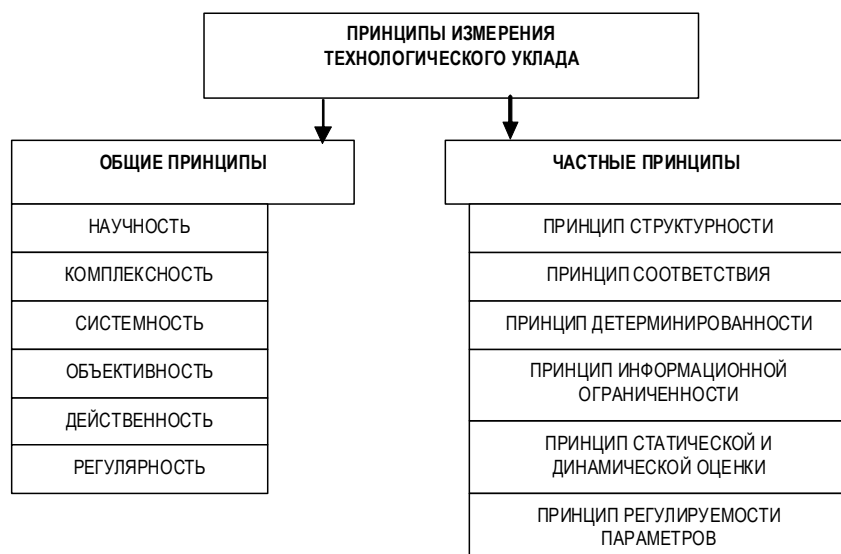 ПРИНЦИПЫ ИЗМЕРЕНИЯ
ТЕХНОЛОГИЧЕСКОГО УКЛАДА
ОБЩИЕ ПРИНЦИПЫ
НАУЧНОСТЬ
КОМПЛЕКСНОСТЬ
СИСТЕМНОСТЬ
ОБЪЕКТИВНОСТЬ
ДЕЙСТВЕННОСТЬ
РЕГУЛЯРНОСТЬ
ЧАСТНЫЕ ПРИНЦИПЫ
ПРИНЦИП СТРУКТУРНОСТИ
ПРИНЦИП СООТВЕТСТВИЯ
ПРИНЦИП ДЕТЕРМИНИРОВАННОСТИ
ПРИНЦИП ИНФОРМАЦИОННОЙ
ОГРАНИЧЕННОСТИ
ПРИНЦИП СТАТИЧЕСКОЙ И
ДИНАМИЧЕСКОЙ ОЦЕНКИ
ПРИНЦИП РЕГУЛИРУЕМОСТИ
ПАРАМЕТРОВ